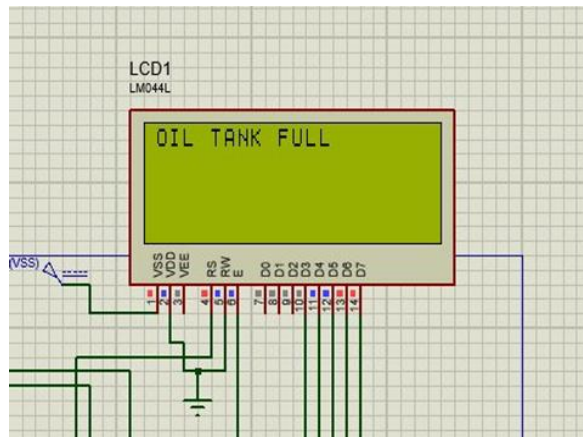 LCD1
LM044L
OIL TANK FULL
(VSS)
VSS
VDD
VEE
RS
RW
E
D0
D1
D2
D3
D4
D5
D6
D7
1
2
3
4
5
6
7
8
9
10
11
12
13
14